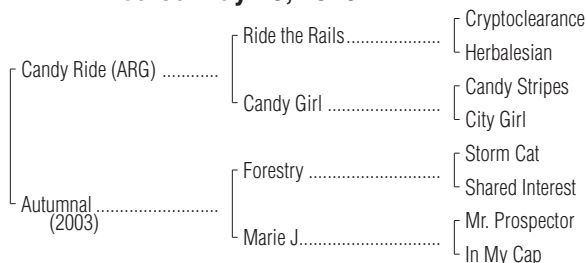 Cryptoclearance
Ride the Rails
Herbalesian
Candy Ride (ARG)
Candy Stripes
Candy Girl
City Girl
Storm Cat
Forestry
Shared Interest
Autumnal
(2003)
Mr. Prospector
Marie J.
In My Cap